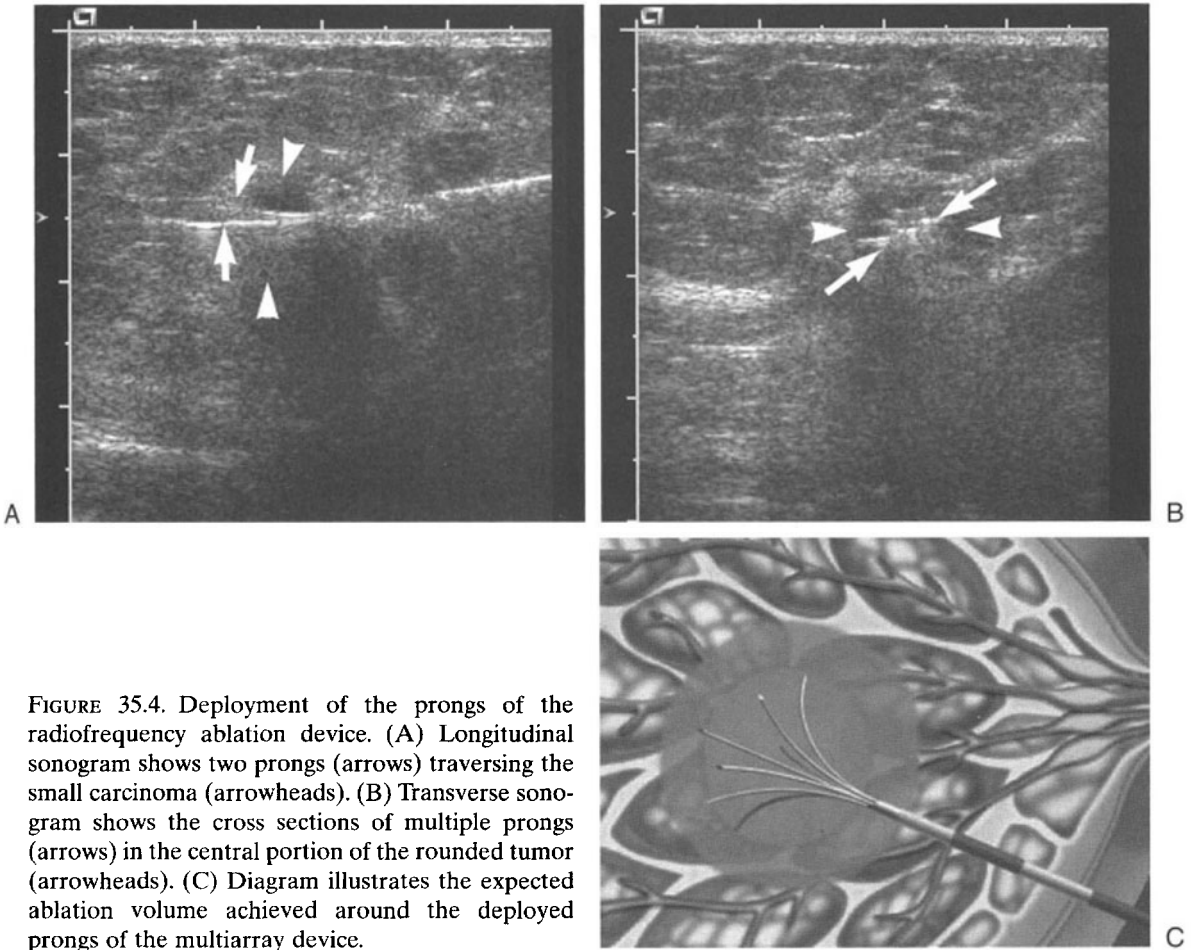 A
B
FIGURE 35.4. Deployment of the prongs of the
radiofrequency ablation device. (A) Longitudinal
sonogram shows two prongs (arrows) traversing the
small carcinoma (arrowheads). (B) Transverse sono-
gram shows the cross sections of multiple prongs
(arrows) in the central portion of the rounded tumor
(arrowheads). (C) Diagram illustrates the expected
ablation volume achieved around the deployed
prongs of the multiarray device.
C